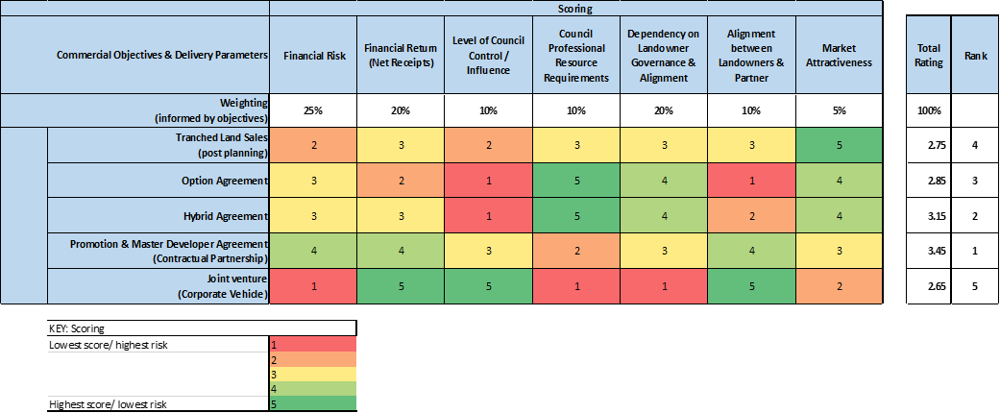 Scoring
Commercial Objectives & Delivery Parameters
Financial Risk
Financial Return
(Net Receipts)
Level of Council
Control /
Influence
Council
Professional
Resource
Requirements
Dependency on
Landowner
Governance &
Alignment
Alignment
between
Landowners &
Partner
Market
Attractiveness
Total
Rating
Rank
Weighting
(informed by objectives)
25% 20% 10% 10% 20% 10% 5% 100%
Tranched Land Sales
(post planning)
2 3 2 3 3 3 5 2.75 4
Option Agreement 3 2 1 5 4 1 4 2.85 3
Hybrid Agreement 3 3 1 5 4 2 4 3.15 2
Promotion & Master Developer Agreement
(Contractual Partnership)
4 4 3 2 3 4 3 3.45 1
Joint venture
(Corporate Vehicle)
1 5 5 1 1 5 2 2.65 5
KEY: Scoring
Lowest score/ highest risk 1
2
3
4
Highest score/ lowest risk 5